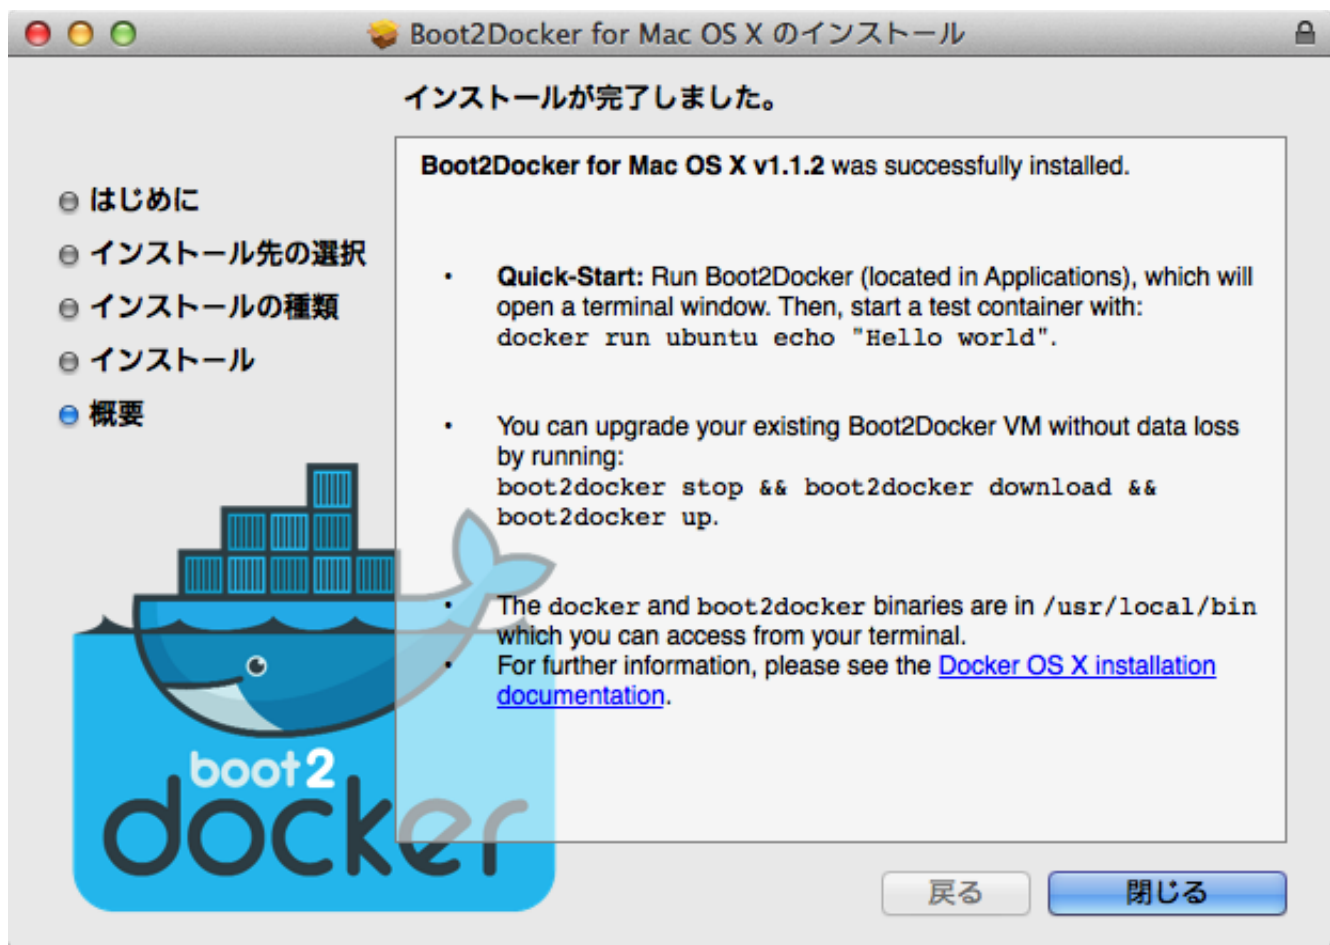 Boot2Docker for Mac OS X のインストール
インストールが完了しました。
はじめに
インストール先の選択
インストールの種類
インストール
概要
Boot2Docker for Mac OS X v1.1.2 was successfully installed.
• Quick-Start: Run Boot2Docker (located in Applications), which will
open a terminal window. Then, start a test container with:
docker run ubuntu echo "Hello world".
• You can upgrade your existing Boot2Docker VM without data loss
by running:
boot2docker stop && boot2docker download &&
boot2docker up.
• The docker and boot2docker binaries are in /usr/local/bin
which you can access from your terminal.
• For further information, please see the Docker OS X installation
documentation.
boot2
docker
戻る
閉じる